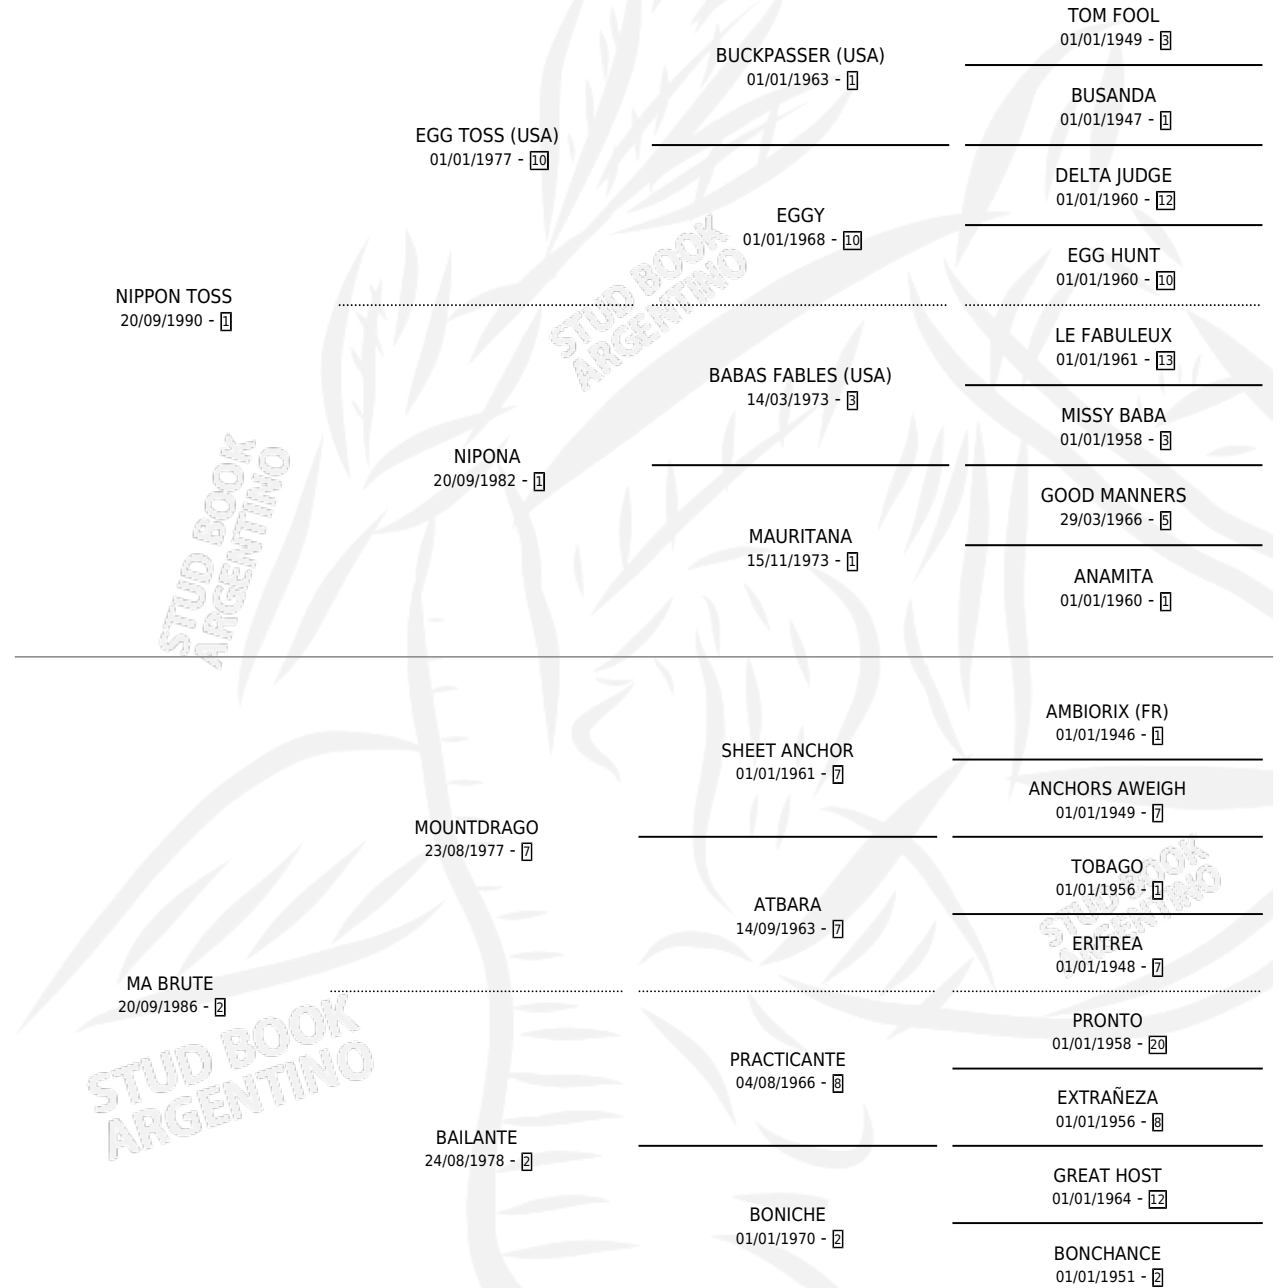 TOM FOOL
01/01/1949 - 3
BUCKPASSER (USA)
01/01/1963 - 1
BUSANDA
01/01/1947 - 1
EGG TOSS (USA)
01/01/1977 - 10
DELTA JUDGE
01/01/1960 - 12
EGGY
01/01/1968 - 10
EGG HUNT
01/01/1960 - 10
NIPPON TOSS
20/09/1990 - 1
LE FABULEUX
01/01/1961 - 13
BABAS FABLES (USA)
14/03/1973 - 3
MISSY BABA
01/01/1958 - 3
NIPONA
20/09/1982 - 1
GOOD MANNERS
29/03/1966 - 5
MAURITANA
15/11/1973 - 1
ANAMITA
01/01/1960 - 1
AMBIORIX (FR)
01/01/1946 - 1
SHEET ANCHOR
01/01/1961 - 7
ANCHORS AWEIGH
01/01/1949 - 7
MOUNTDRAGO
23/08/1977 - 7
TOBAGO
01/01/1956 - 1
ATBARA
14/09/1963 - 7
ERITREA
01/01/1948 - 7
MA BRUTE
20/09/1986 - 2
PRONTO
01/01/1958 - 20
PRACTICANTE
04/08/1966 - 8
EXTRAÑEZA
01/01/1956 - 8
BAILANTE
24/08/1978 - 2
GREAT HOST
01/01/1964 - 12
BONICHE
01/01/1970 - 2
BONCHANCE
01/01/1951 - 2
STUD BOOK
ARGENTINO
STUD BOOK
ARGENTINO
STUD BOOK
ARGENTINO
STUD BOOK
ARGENTINO